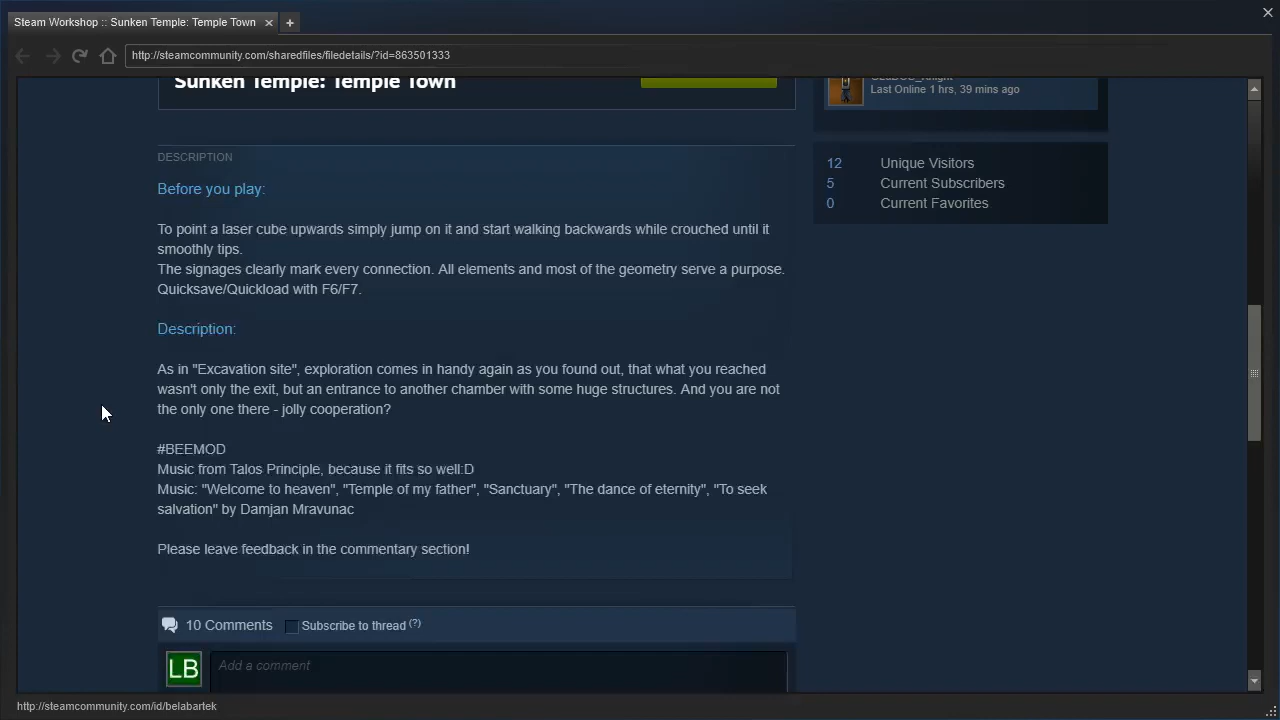 Steam Workshop :: Sunken Temple: Temple Town
http://steamcommunity.com/sharedfiles/filedetails/?id=863501333
Sunken Temple: Temple Town
Last Online 1 hrs, 39 mins ago
12 Unique Visitors
5 Current Subscribers
0 Current Favorites
DESCRIPTION
Before you play:
To point a laser cube upwards simply jump on it and start walking backwards while crouched until it
smoothly tips.
The signages clearly mark every connection. All elements and most of the geometry serve a purpose.
Quicksave/Quickload with F6/F7.
Description:
As in "Excavation site", exploration comes in handy again as you found out, that what you reached
wasn't only the exit, but an entrance to another chamber with some huge structures. And you are not
the only one there - jolly cooperation?
#BEEMOD
Music from Talos Principle, because it fits so well:D
Music: "Welcome to heaven", "Temple of my father", "Sanctuary", "The dance of eternity", "To seek
salvation" by Damjan Mravunac
Please leave feedback in the commentary section!
10 Comments Subscribe to thread (?)
LB
Add a comment
http://steamcommunity.com/id/belabartek